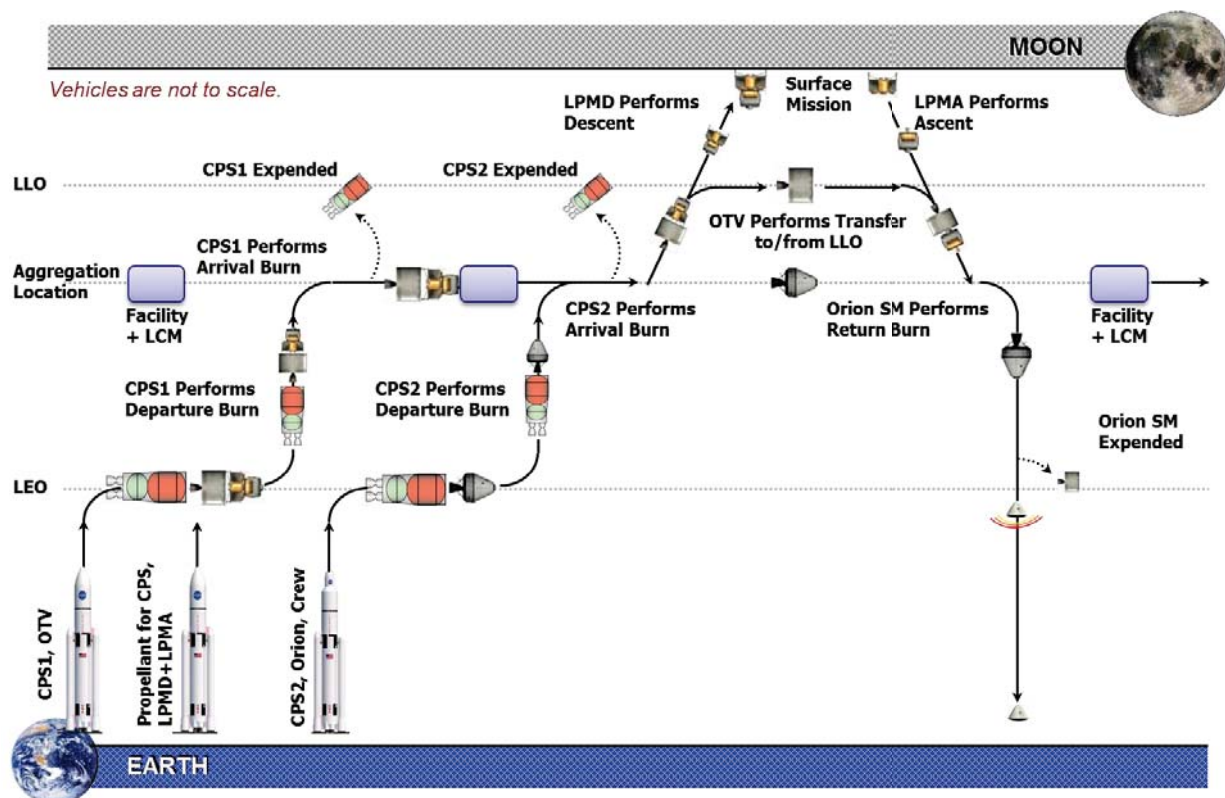 MOON
Vehicles are not to scale.
LPMD Performs
Descent
Surface
Mission
LPMA Performs
Ascent
LLO
CPS1 Expended
CPS2 Expended
OTV Performs Transfer
to/from LLO
CPS1 Performs
Arrival Burn
Aggregation
Location
Facility
+ LCM
CPS2 Performs
Arrival Burn
Orion SM Performs
Return Burn
Facility
+ LCM
CPS1 Performs
Departure Burn
CPS2 Performs
Departure Burn
Orion SM
Expended
LEO
CPS1, OTV
Propellant for CPS,
LPMD+LPMA
CPS2, Orion, Crew
EARTH